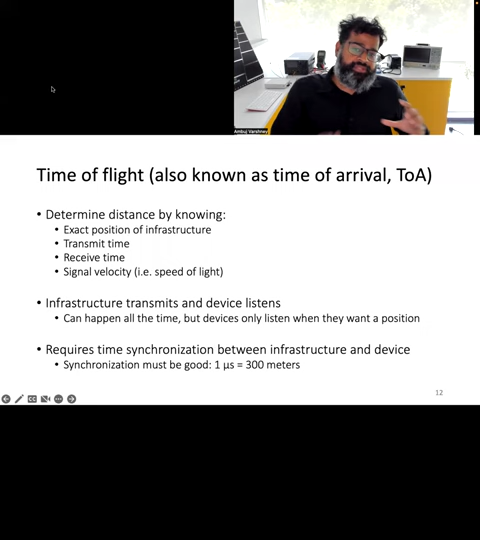 Ambuj Varshney
Time of flight (also known as time of arrival, ToA)
• Determine distance by knowing:
• Exact position of infrastructure
• Transmit time
• Receive time
• Signal velocity (i.e. speed of light)
• Infrastructure transmits and device listens
• Can happen all the time, but devices only listen when they want a position
• Requires time synchronization between infrastructure and device
• Synchronization must be good: 1 µs = 300 meters
12
CC